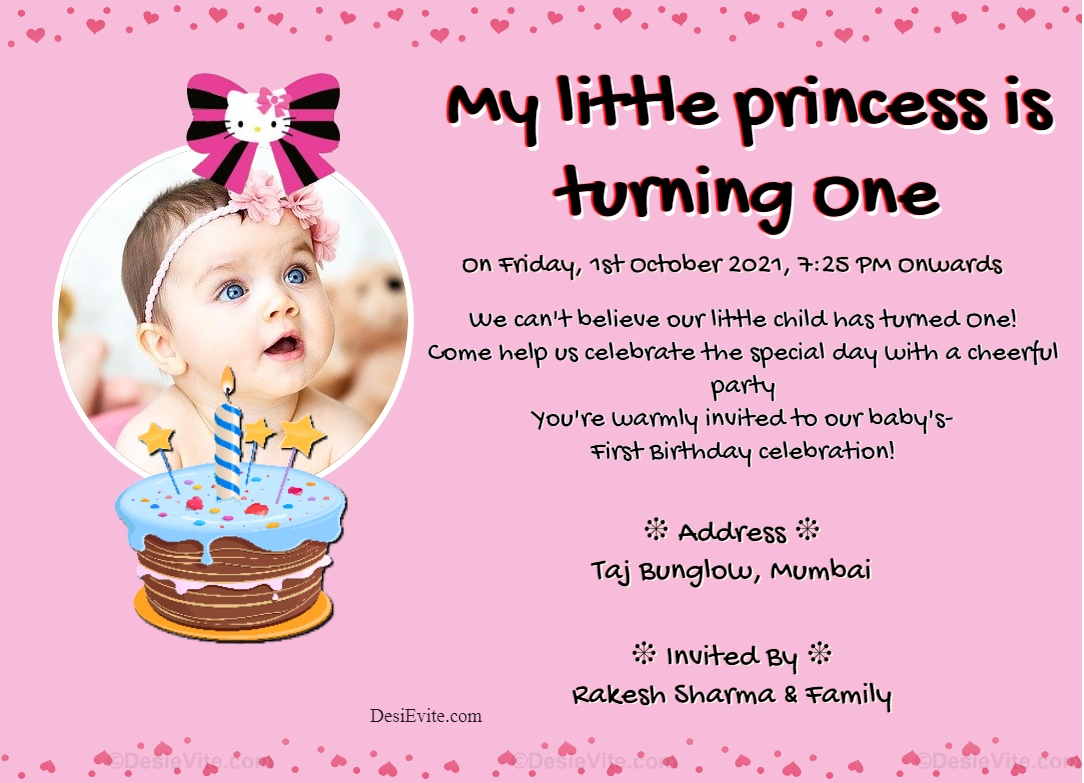 My little princess is
turning One
On Friday, 1st October 2021, 7:25 PM Onwards
We can't believe our little child has turned One!
Come help us celebrate the special day with a cheerful
party
You're warmly invited to our baby's-
First Birthday celebration!
❊ Address ❊
Taj Bunglow, Mumbai
❊ Invited By ❊
Rakesh Sharma & Family
DesiEvite.com
©DesieVite.com ©DesieVite.com ©DesieVite.com